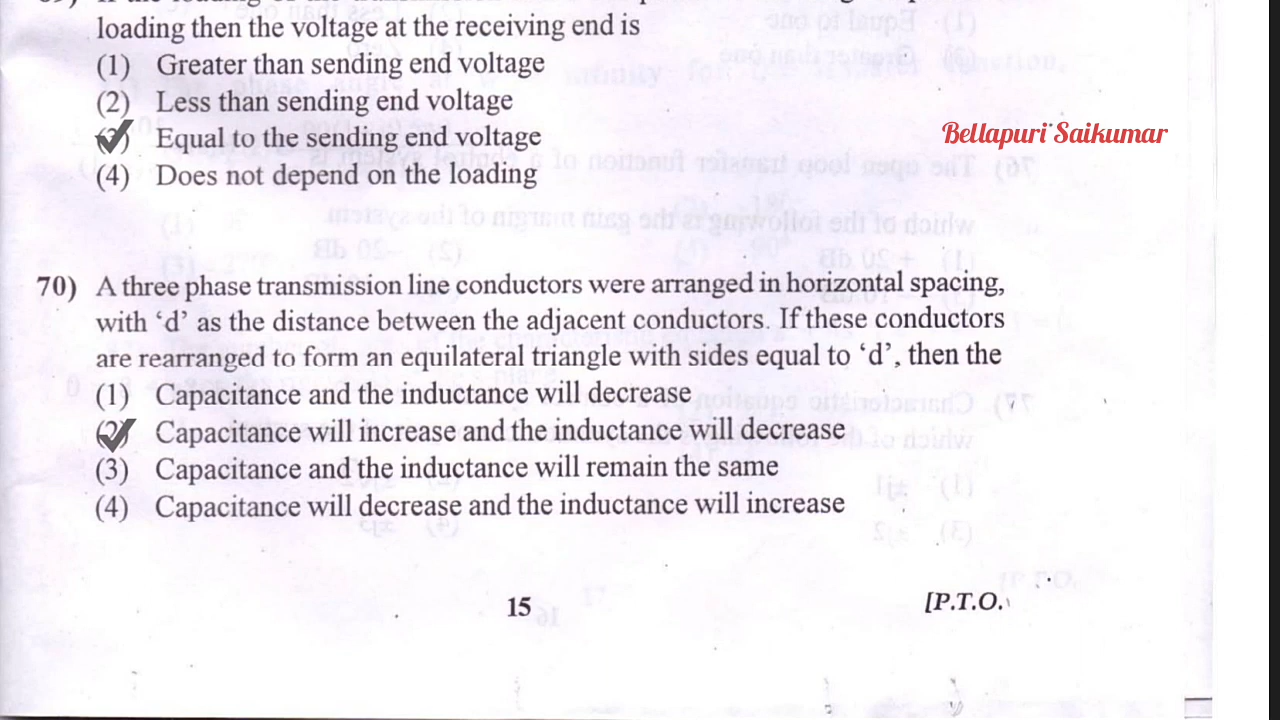 loading then the voltage at the receiving end is
(1) Greater than sending end voltage
(2) Less than sending end voltage
Equal to the sending end voltage
(4) Does not depend on the loading
Bellapuri Saikumar
70) A three phase transmission line conductors were arranged in horizontal spacing,
with ‘d’ as the distance between the adjacent conductors. If these conductors
are rearranged to form an equilateral triangle with sides equal to ‘d’, then the
(1) Capacitance and the inductance will decrease
(2) Capacitance will increase and the inductance will decrease
(3) Capacitance and the inductance will remain the same
(4) Capacitance will decrease and the inductance will increase
15
[P.T.O.